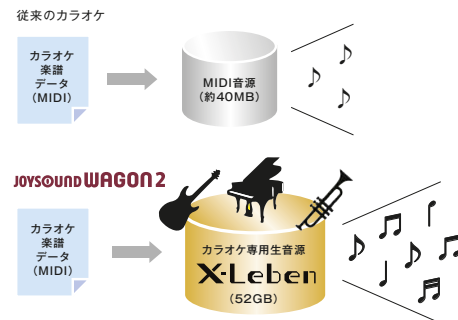 従来のカラオケ
カラオケ
楽譜
データ
（MIDI）
MIDI音源
（約40MB）
JOYSOUND WAGON 2
カラオケ
楽譜
データ
（MIDI）
カラオケ専用生音源
X-Leben
（52GB）